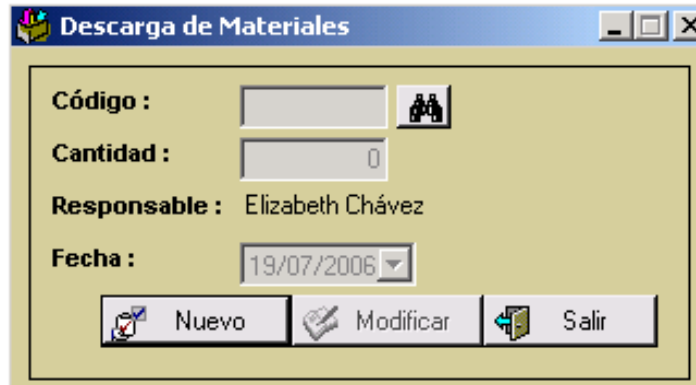 Descarga de Materiales
Código :
Cantidad : 0
Responsable : Elizabeth Chávez
Fecha : 19/07/2006
Nuevo Modificar Salir